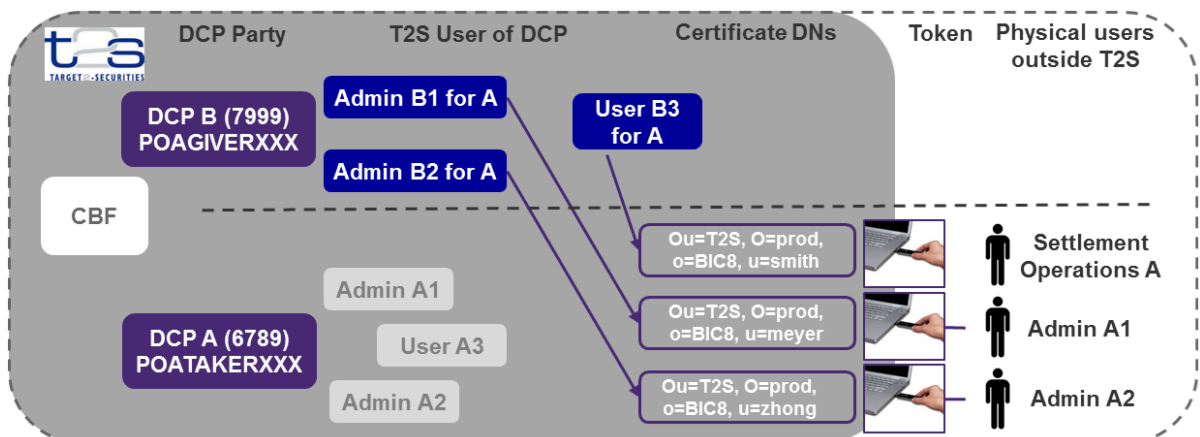 t2s
TARGET2-SECURITIES
DCP Party
T2S User of DCP
Certificate DNs
Token
Physical users
outside T2S
DCP B (7999)
POAGIVERXXX
Admin B1 for A
Admin B2 for A
User B3
for A
CBF
Ou=T2S, O=prod,
o=BIC8, u=smith
Settlement
Operations A
Admin A1
DCP A (6789)
POATAKERXXX
User A3
Admin A2
Ou=T2S, O=prod,
o=BIC8, u=meyer
Admin A1
Ou=T2S, O=prod,
o=BIC8, u=zhong
Admin A2